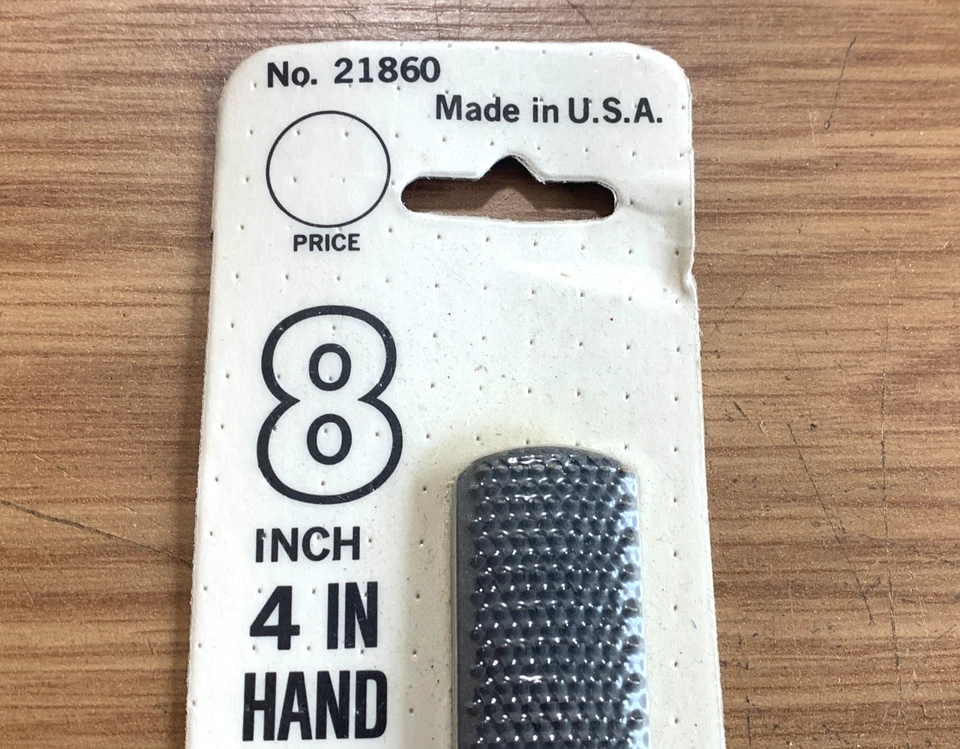 No. 21860
Made in U.S.A.
PRICE
8
INCH
4 IN
HAND